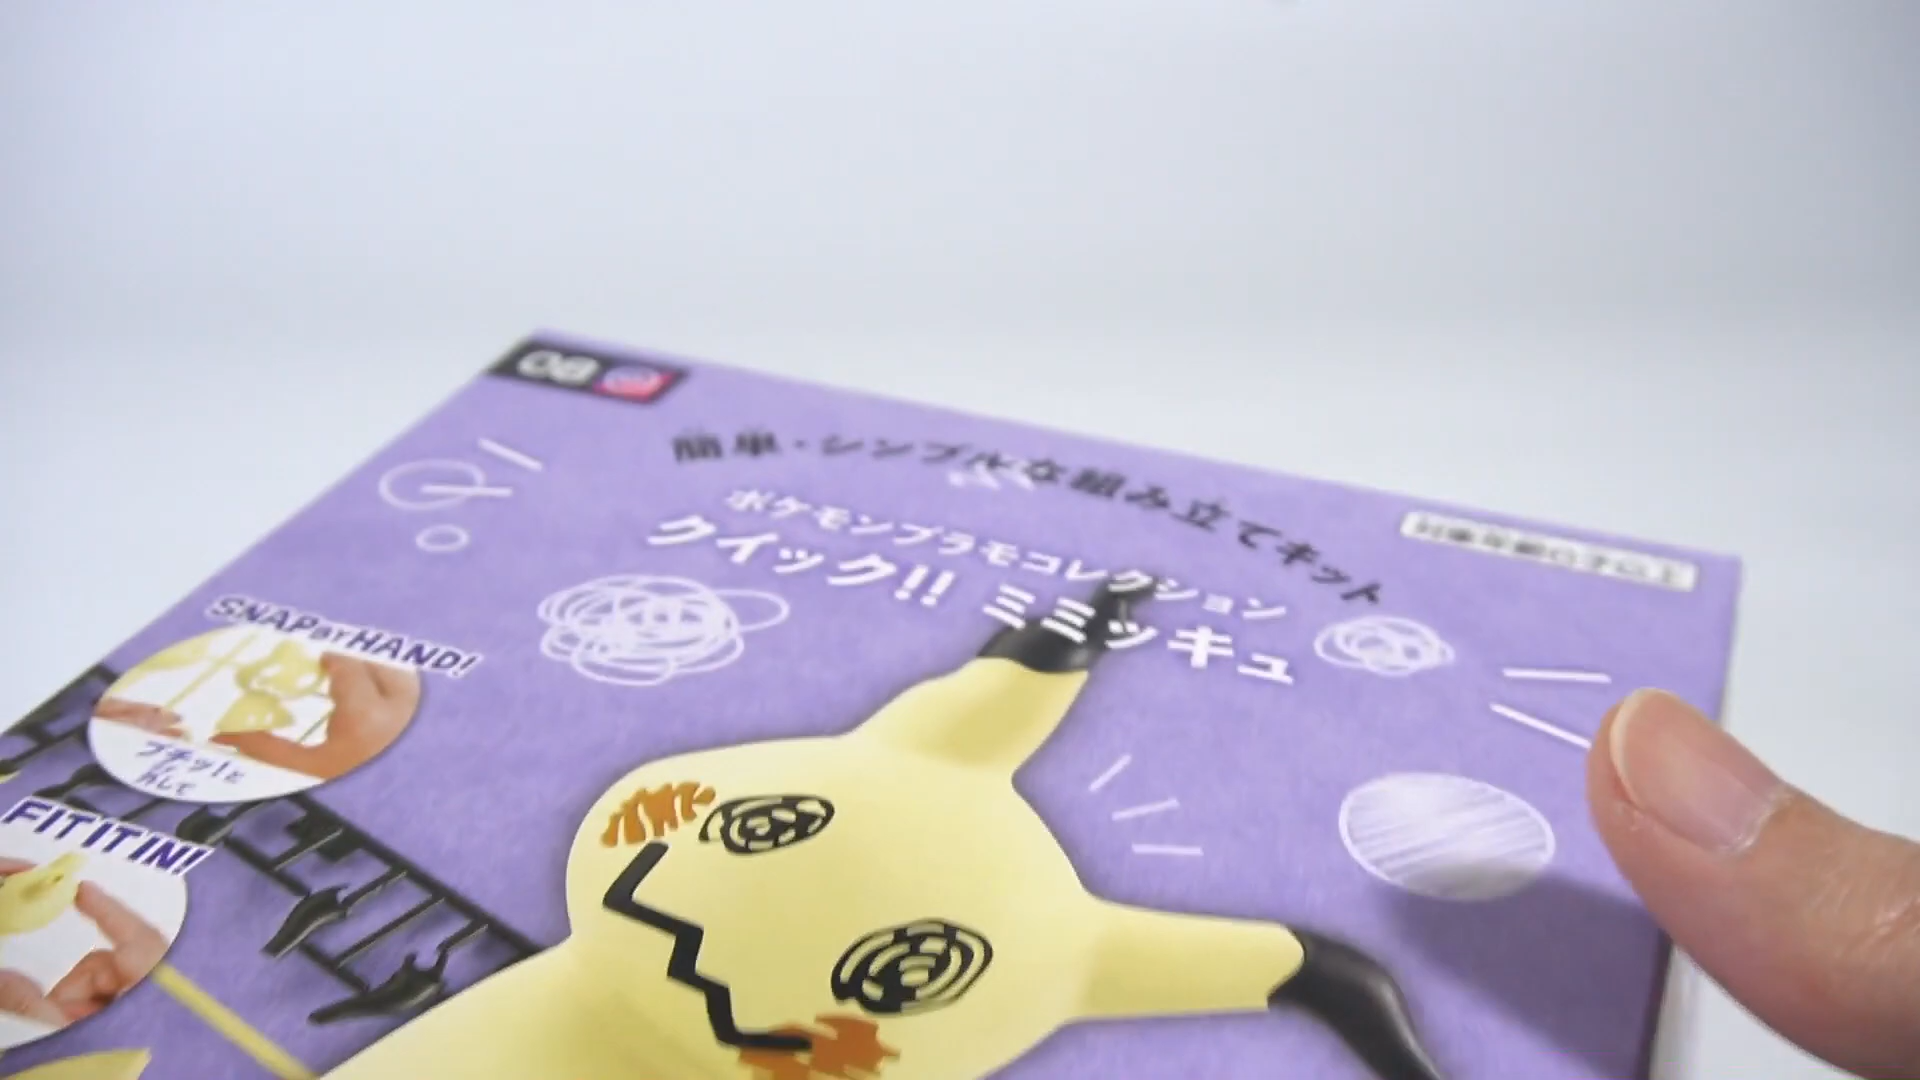 08
簡単・シンプルな組み立てキット
ポケモンプラモコレクション
クイック!! ミミッキュ
SNAP BY HAND!
プチッ!と
外して
FIT IT IN!